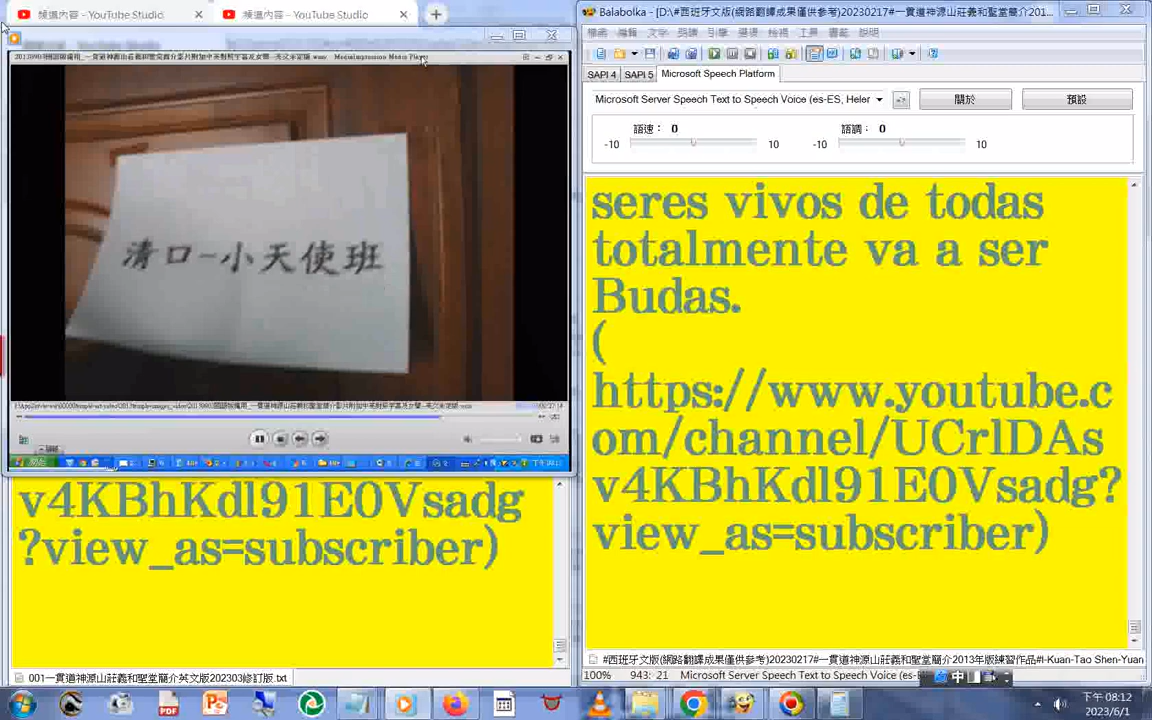 頻道內容 - YouTube Studio
頻道內容 - YouTube Studio
Balabolka - [D:\#西班牙文版(網路翻譯成果僅供參考)20230217#一貫道神源山莊義和聖堂簡介2013年...
SAPI 4
SAPI 5
Microsoft Speech Platform
Microsoft Server Speech Text to Speech Voice (es-ES, Heler
關於
預設
語速： 0
語調： 0
-10
10
-10
10
清口-小天使班
seres vivos de todas
totalmente va a ser
Budas.
(
https://www.youtube.c
om/channel/UCrlDAs
v4KBhKdl91E0Vsadg?
view_as=subscriber)
v4KBhKdl91E0Vsadg
?view_as=subscriber)
001一貫道神源山莊義和聖堂簡介英文版202303修訂版.txt
#西班牙文版(網路翻譯成果僅供參考)20230217#一貫道神源山莊義和聖堂簡介2013年版練習作品#I-Kuan-Tao Shen-Yuan
100%
943: 21
Microsoft Server Speech Text to Speech Voice (es-E
中
下午 08:12
2023/6/1